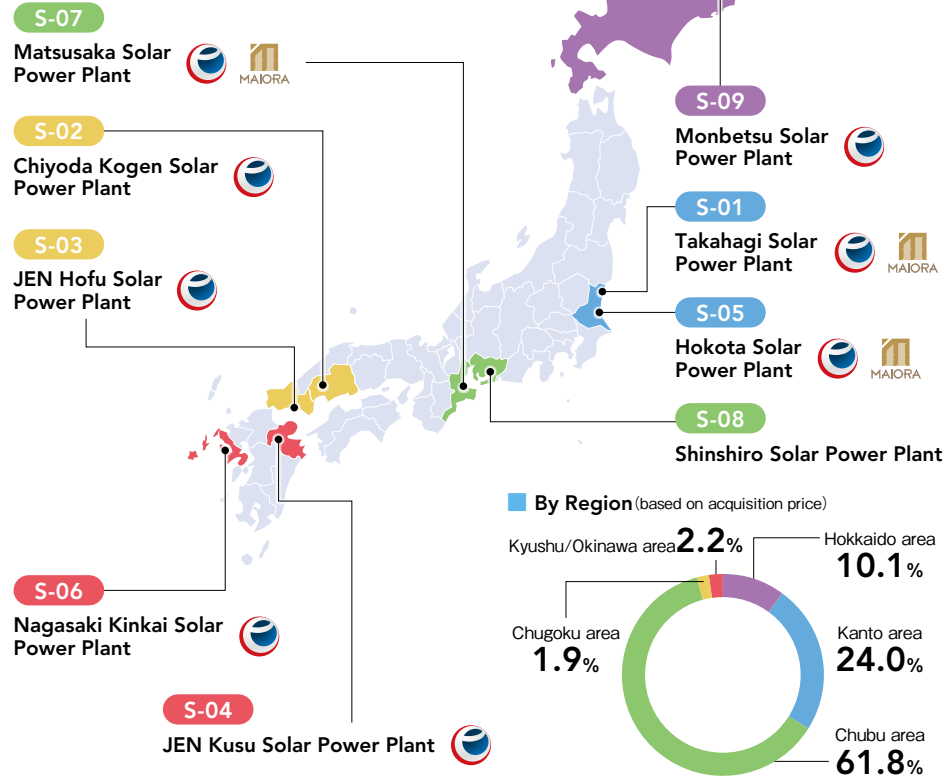 S-07
Matsusaka Solar
Power Plant
MAIORA
S-02
Chiyoda Kogen Solar
Power Plant
S-03
JEN Hofu Solar
Power Plant
S-09
Monbetsu Solar
Power Plant
S-01
Takahagi Solar
Power Plant
MAIORA
S-05
Hokota Solar
Power Plant
MAIORA
S-08
Shinshiro Solar Power Plant
S-06
Nagasaki Kinkai Solar
Power Plant
S-04
JEN Kusu Solar Power Plant
By Region (based on acquisition price)
Kyushu/Okinawa area 2.2%
Hokkaido area
10.1%
Chugoku area
1.9%
Kanto area
24.0%
Chubu area
61.8%